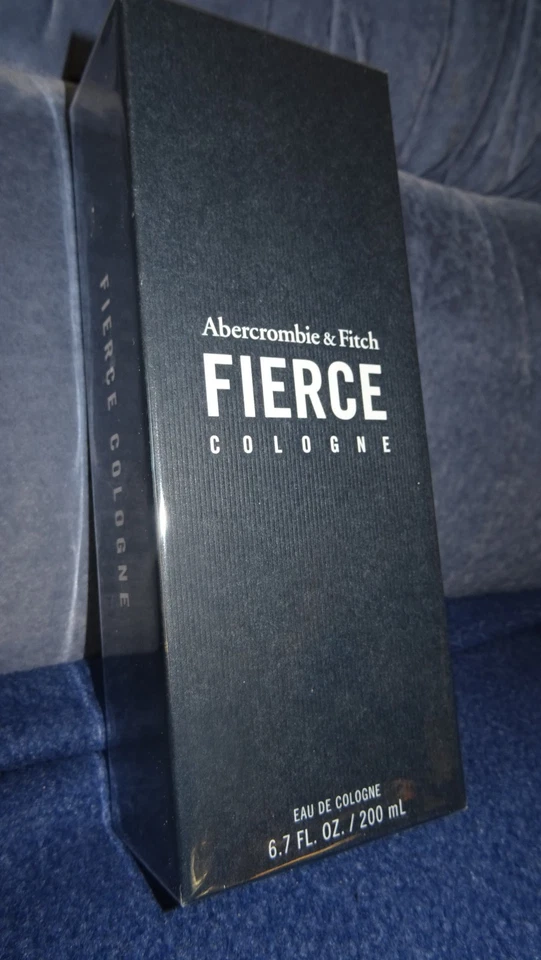 Abercrombie & Fitch
FIERCE
COLOGNE
EAU DE COLOGNE
6.7 FL. OZ. / 200 mL
FIERCE COLOGNE